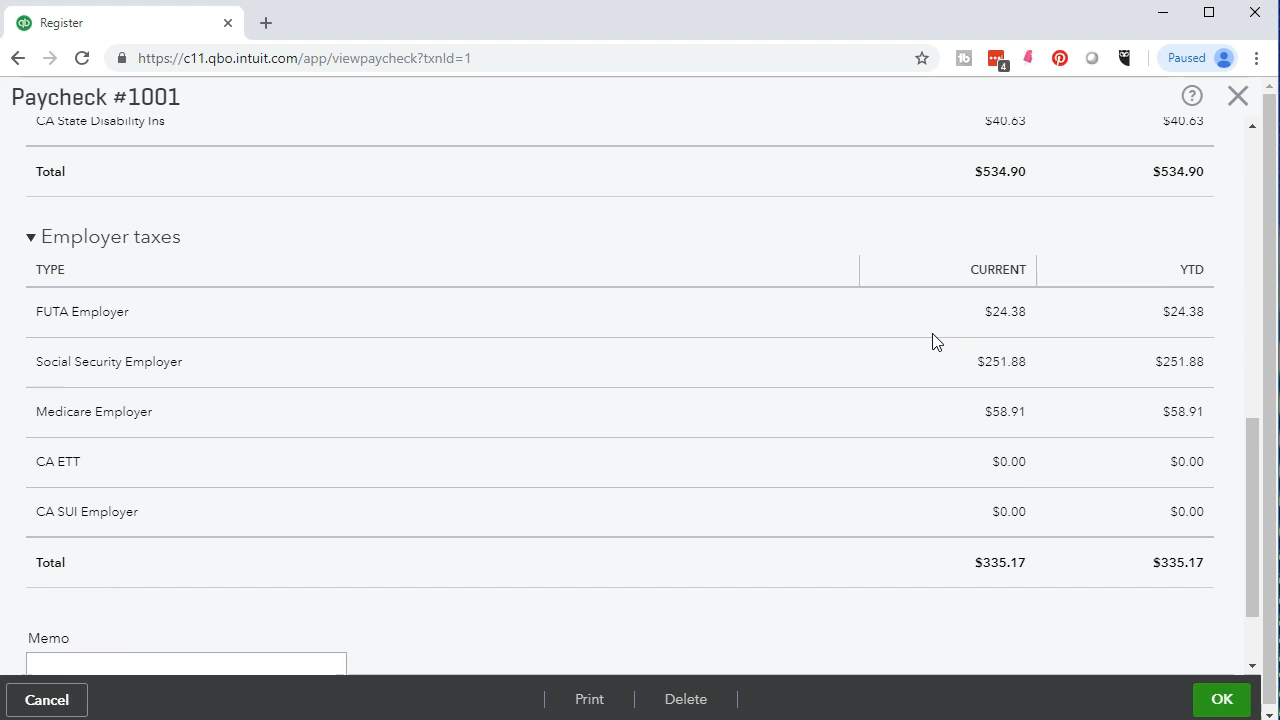 Register
https://c11.qbo.intuit.com/app/viewpaycheck?txnId=1
4
Paused
Paycheck #1001
CA State Disability Ins $40.63 $40.63
Total $534.90 $534.90
Employer taxes
TYPE CURRENT YTD
FUTA Employer $24.38 $24.38
Social Security Employer $251.88 $251.88
Medicare Employer $58.91 $58.91
CA ETT $0.00 $0.00
CA SUI Employer $0.00 $0.00
Total $335.17 $335.17
Memo
Cancel Print Delete OK